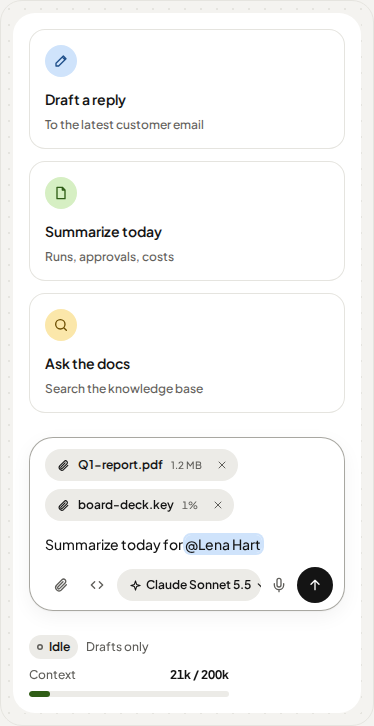 Draft a reply
To the latest customer email
Summarize today
Runs, approvals, costs
Ask the docs
Search the knowledge base
Q1-report.pdf 1.2 MB
board-deck.key 1%
Summarize today for @Lena Hart
Claude Sonnet 5.5
Idle Drafts only
Context 21k / 200k